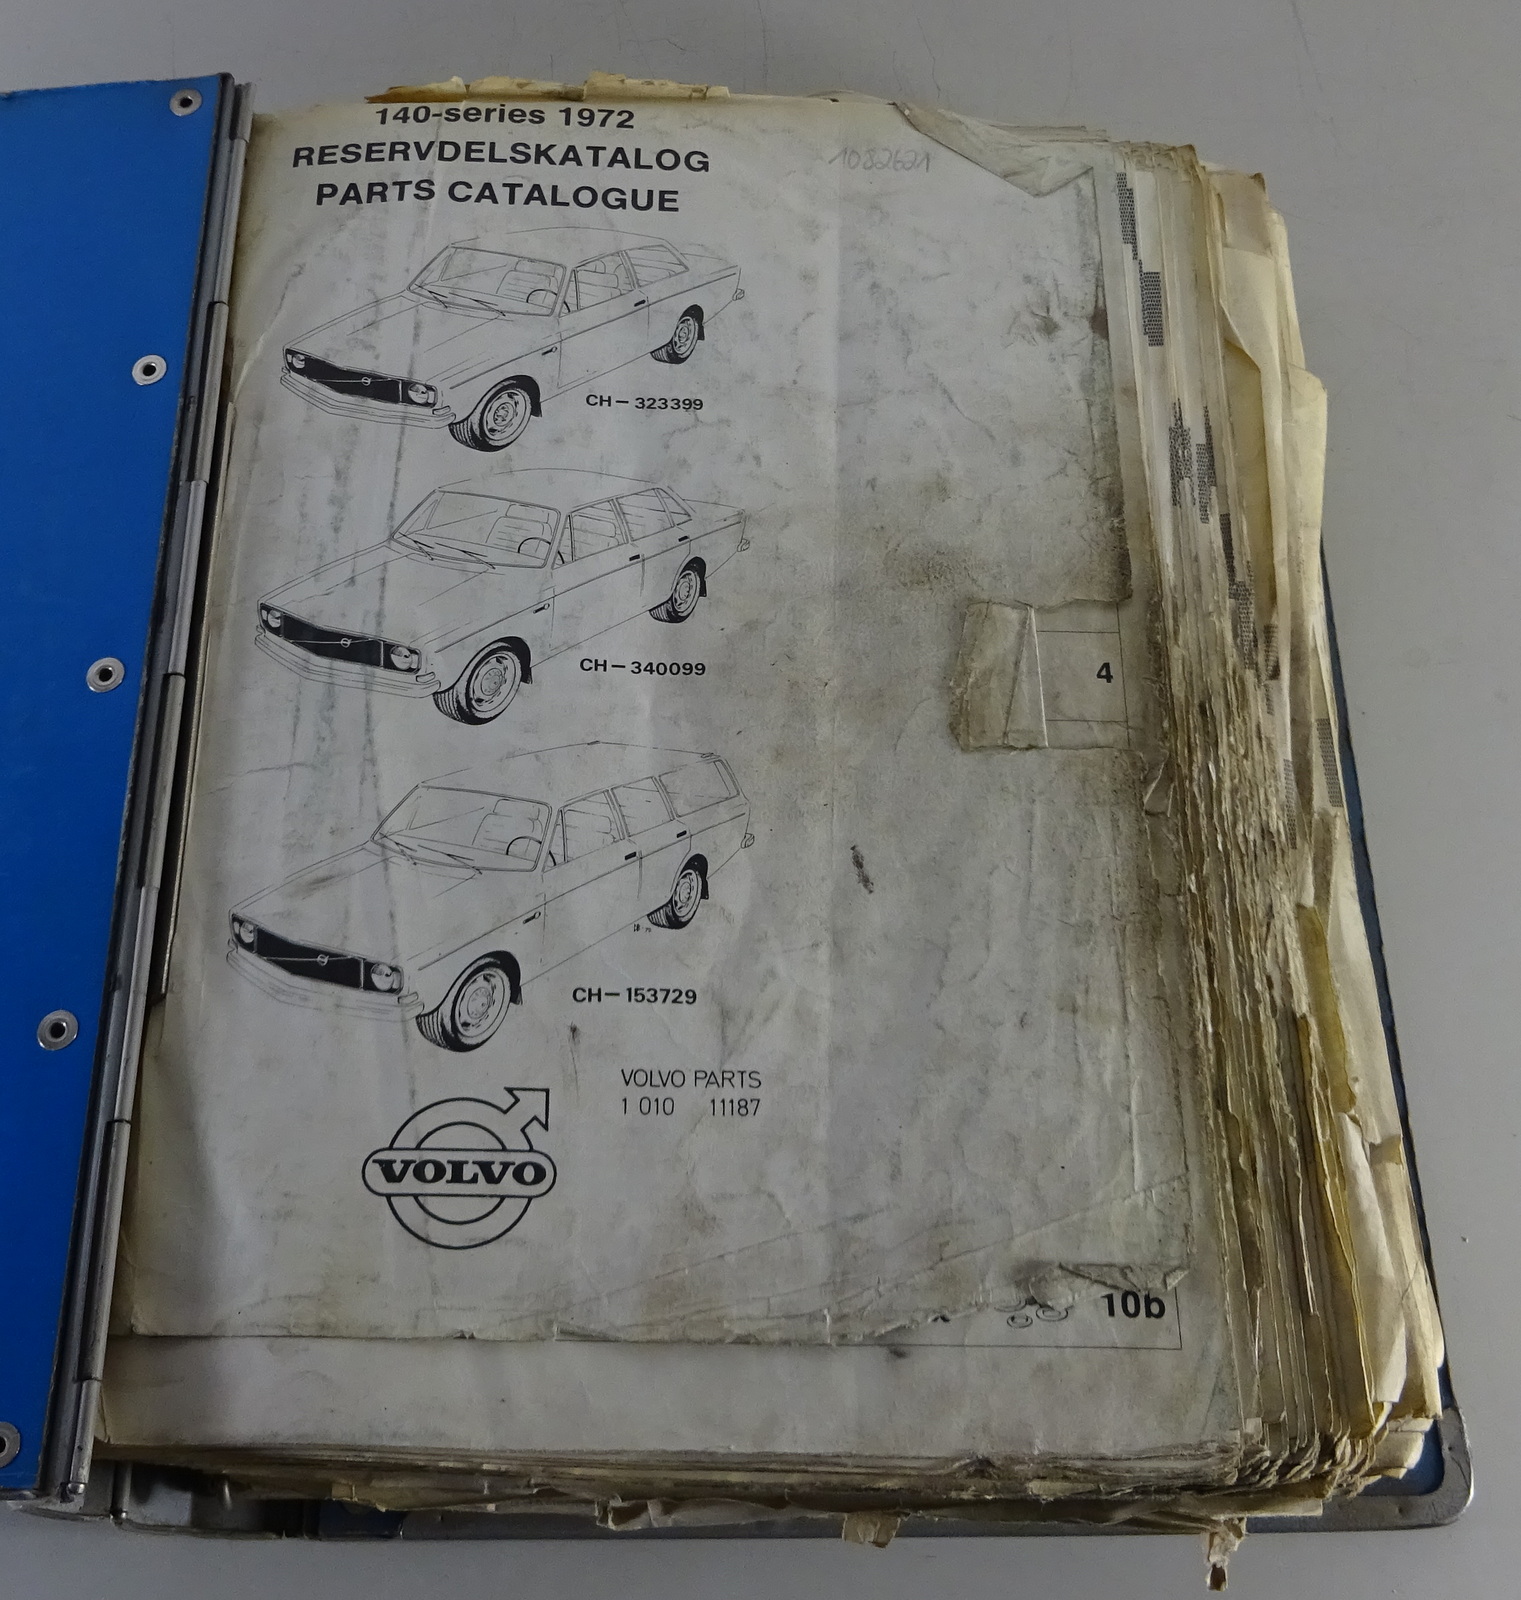 140-series 1972
RESERVDELSKATALOG
PARTS CATALOGUE
1082621
CH–323399
CH–340099
4
CH–153729
VOLVO PARTS
1 010 11187
VOLVO
10b